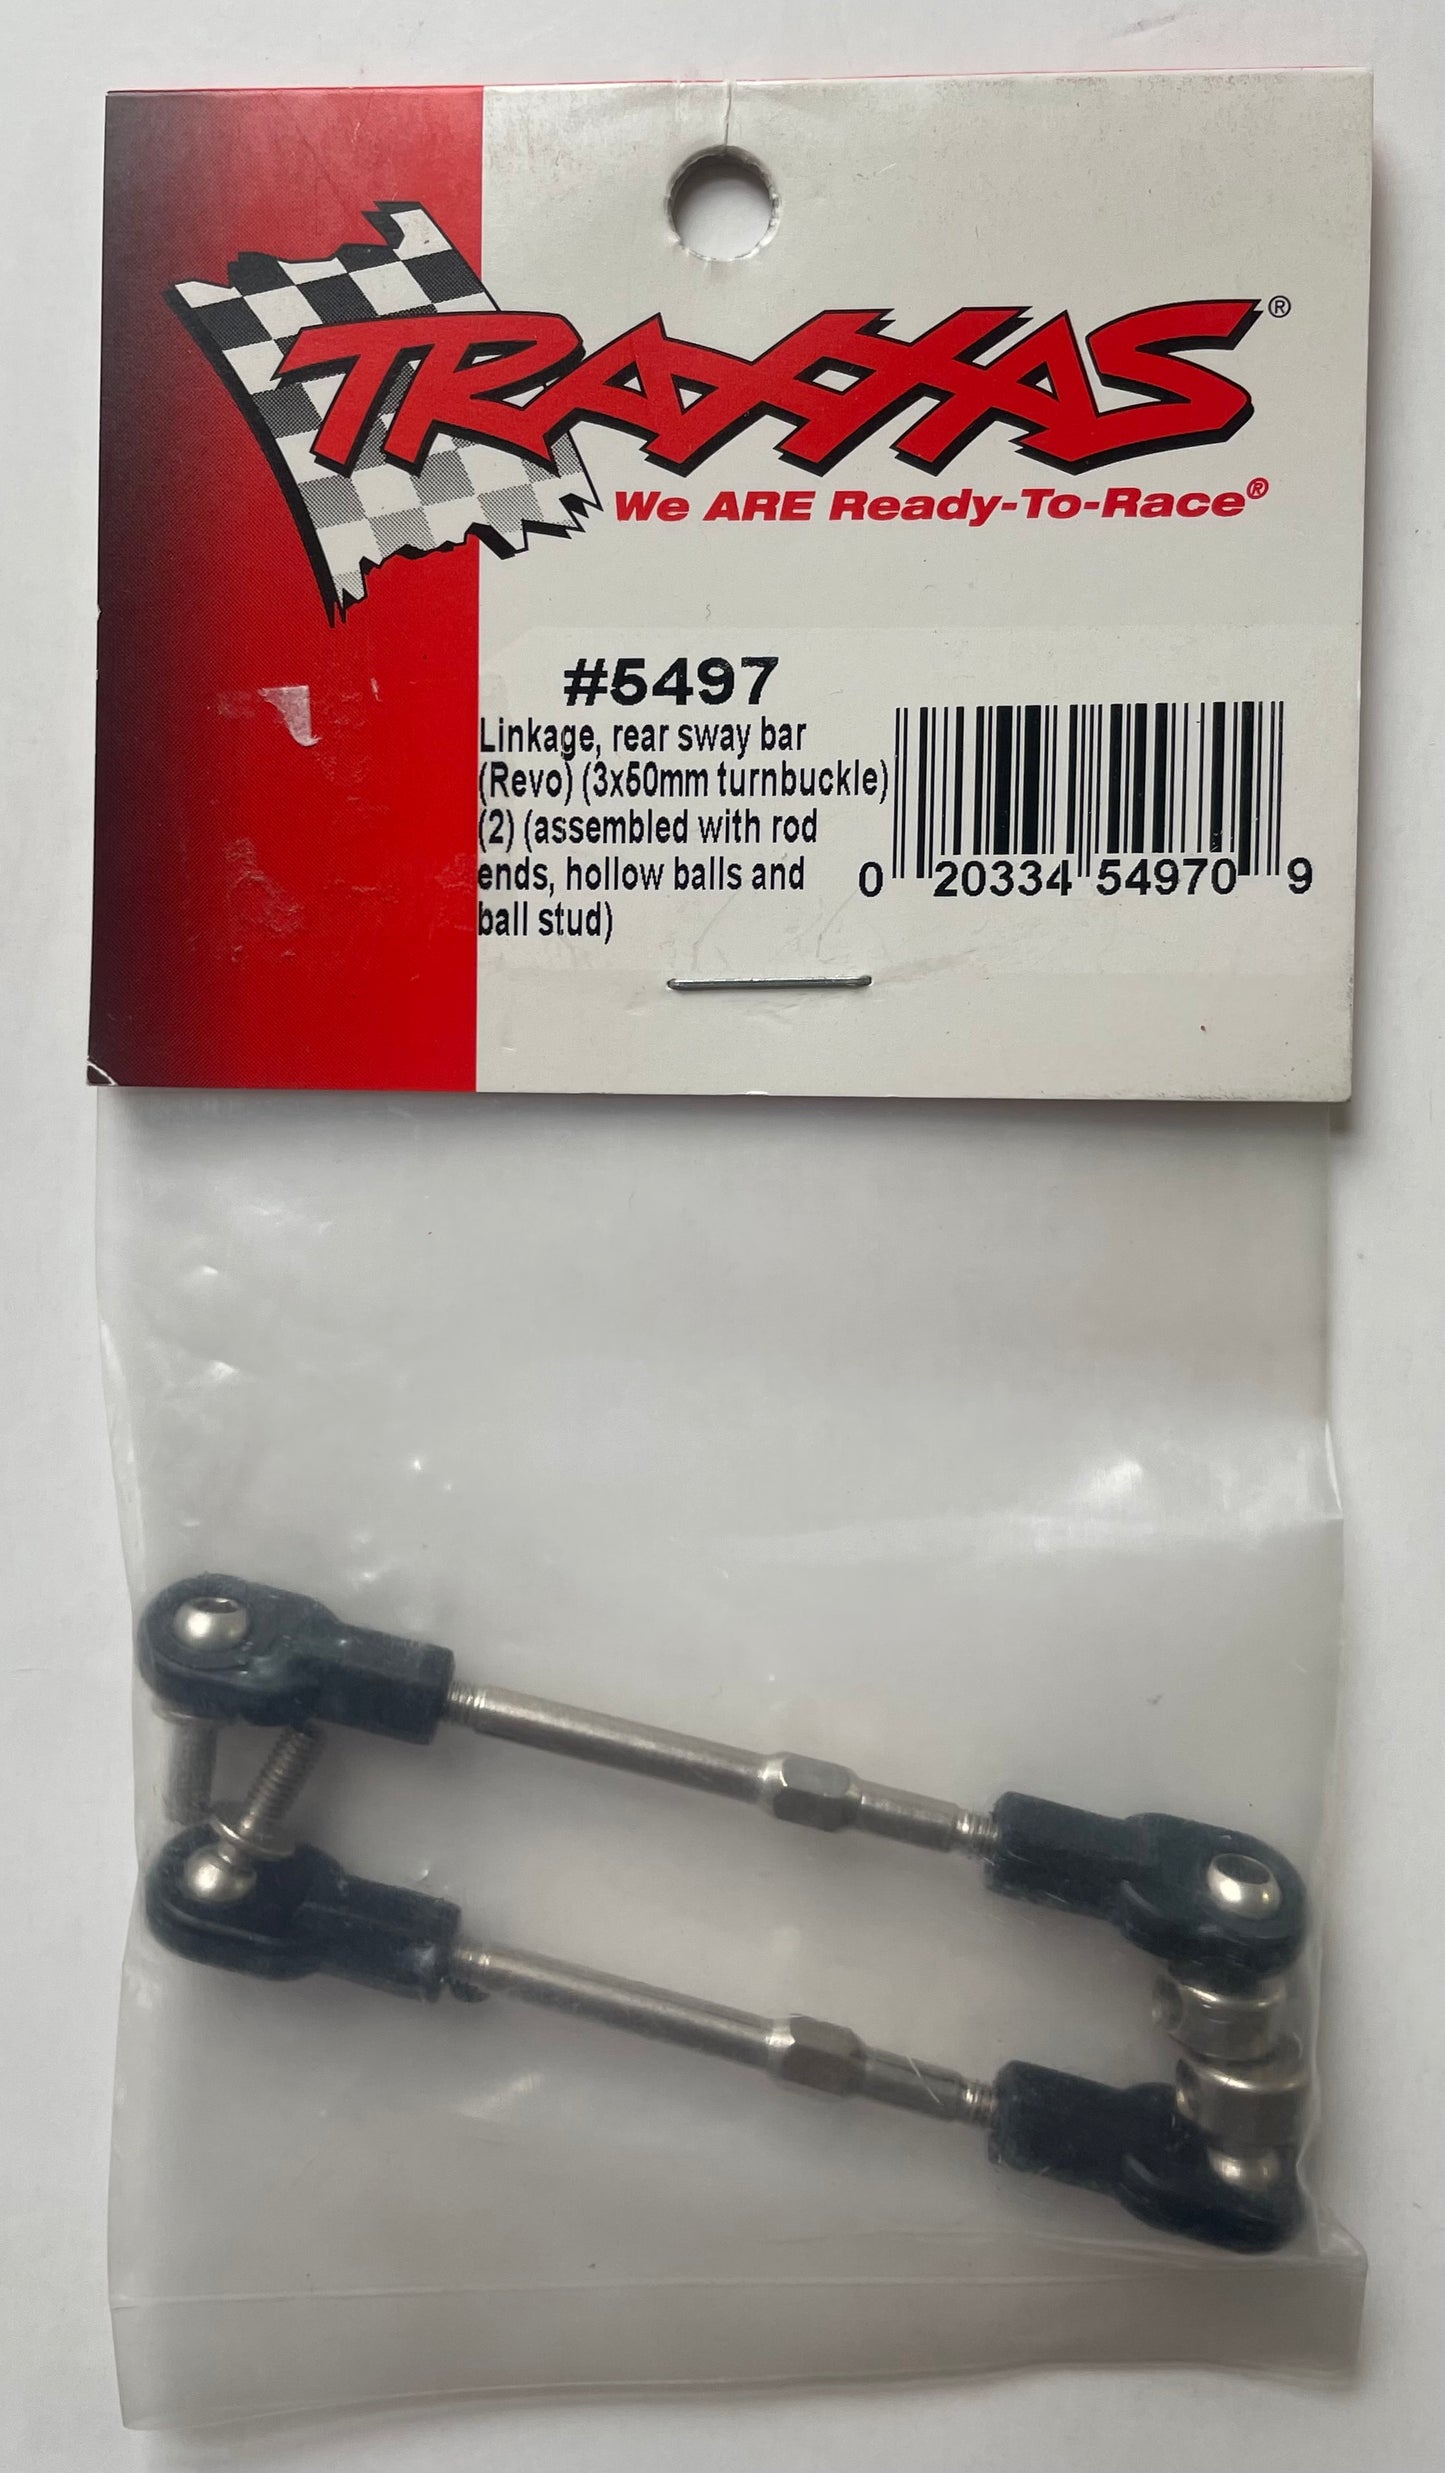 TRAXXAS®
We ARE Ready-To-Race®
#5497
Linkage, rear sway bar
(Revo) (3x50mm turnbuckle)
(2) (assembled with rod
ends, hollow balls and
ball stud)
0 20334 54970 9